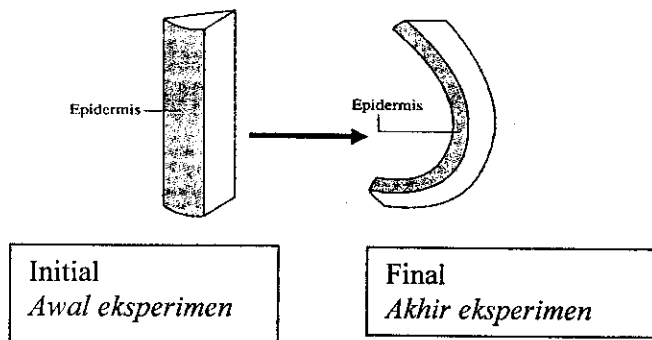 Epidermis
Epidermis
Initial
Awal eksperimen
Final
Akhir eksperimen